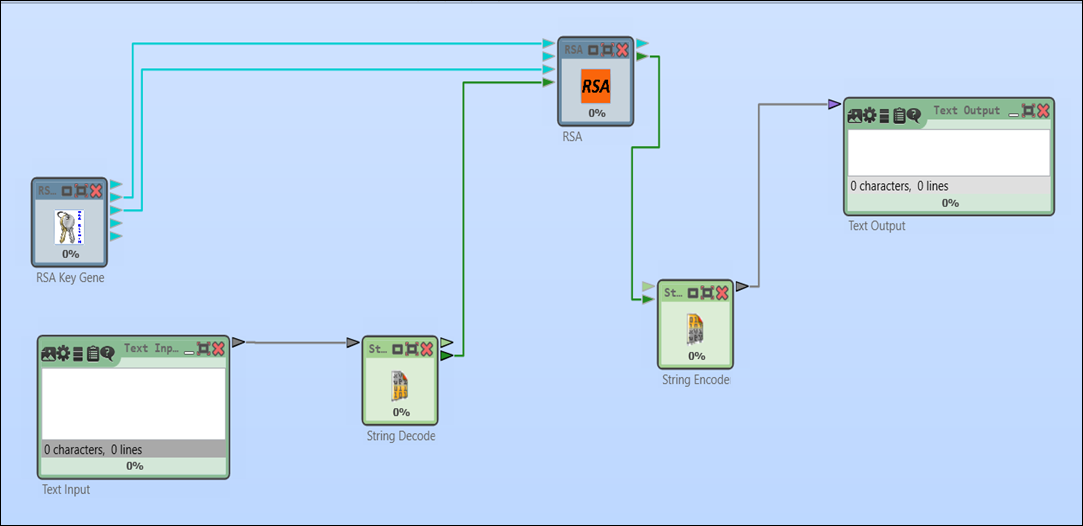 RSA
RSA
0%
RSA
Text Output
0 characters, 0 lines
0%
Text Output
RS...
0%
RSA Key Gene
St...
0%
String Encoder
Text Inp...
0 characters, 0 lines
0%
Text Input
St...
0%
String Decode